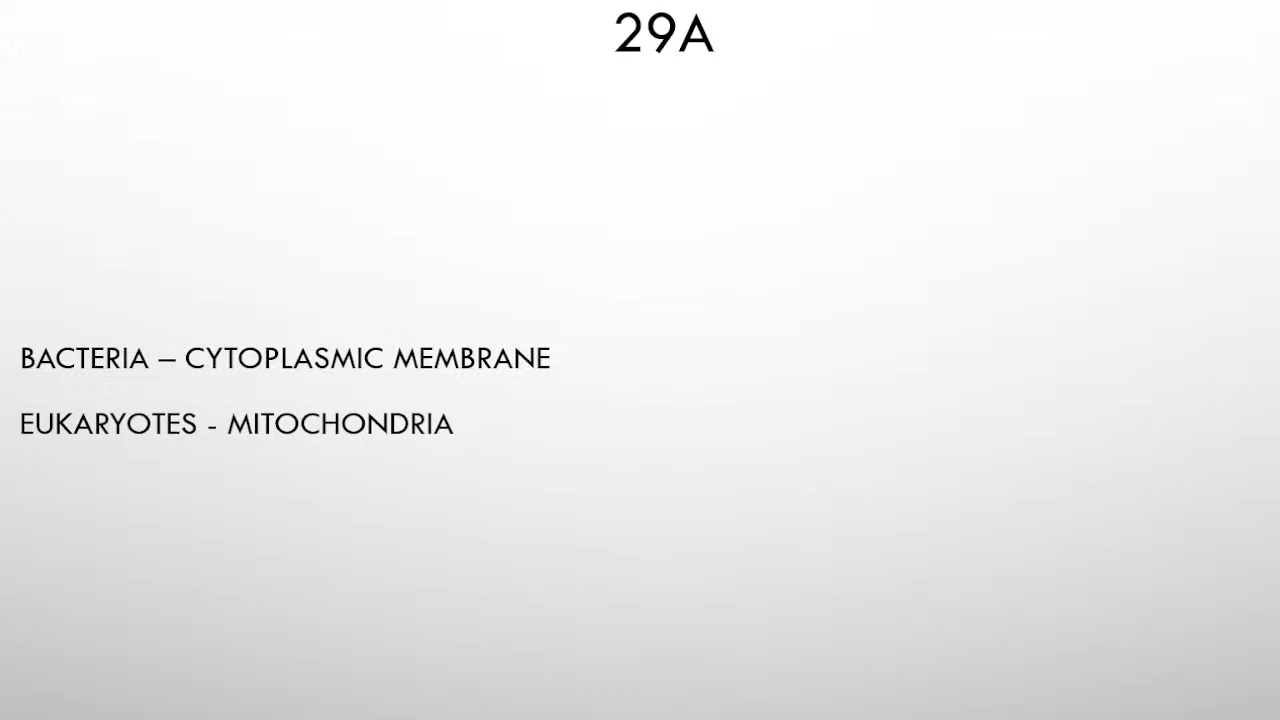 29A
BACTERIA – CYTOPLASMIC MEMBRANE
EUKARYOTES - MITOCHONDRIA